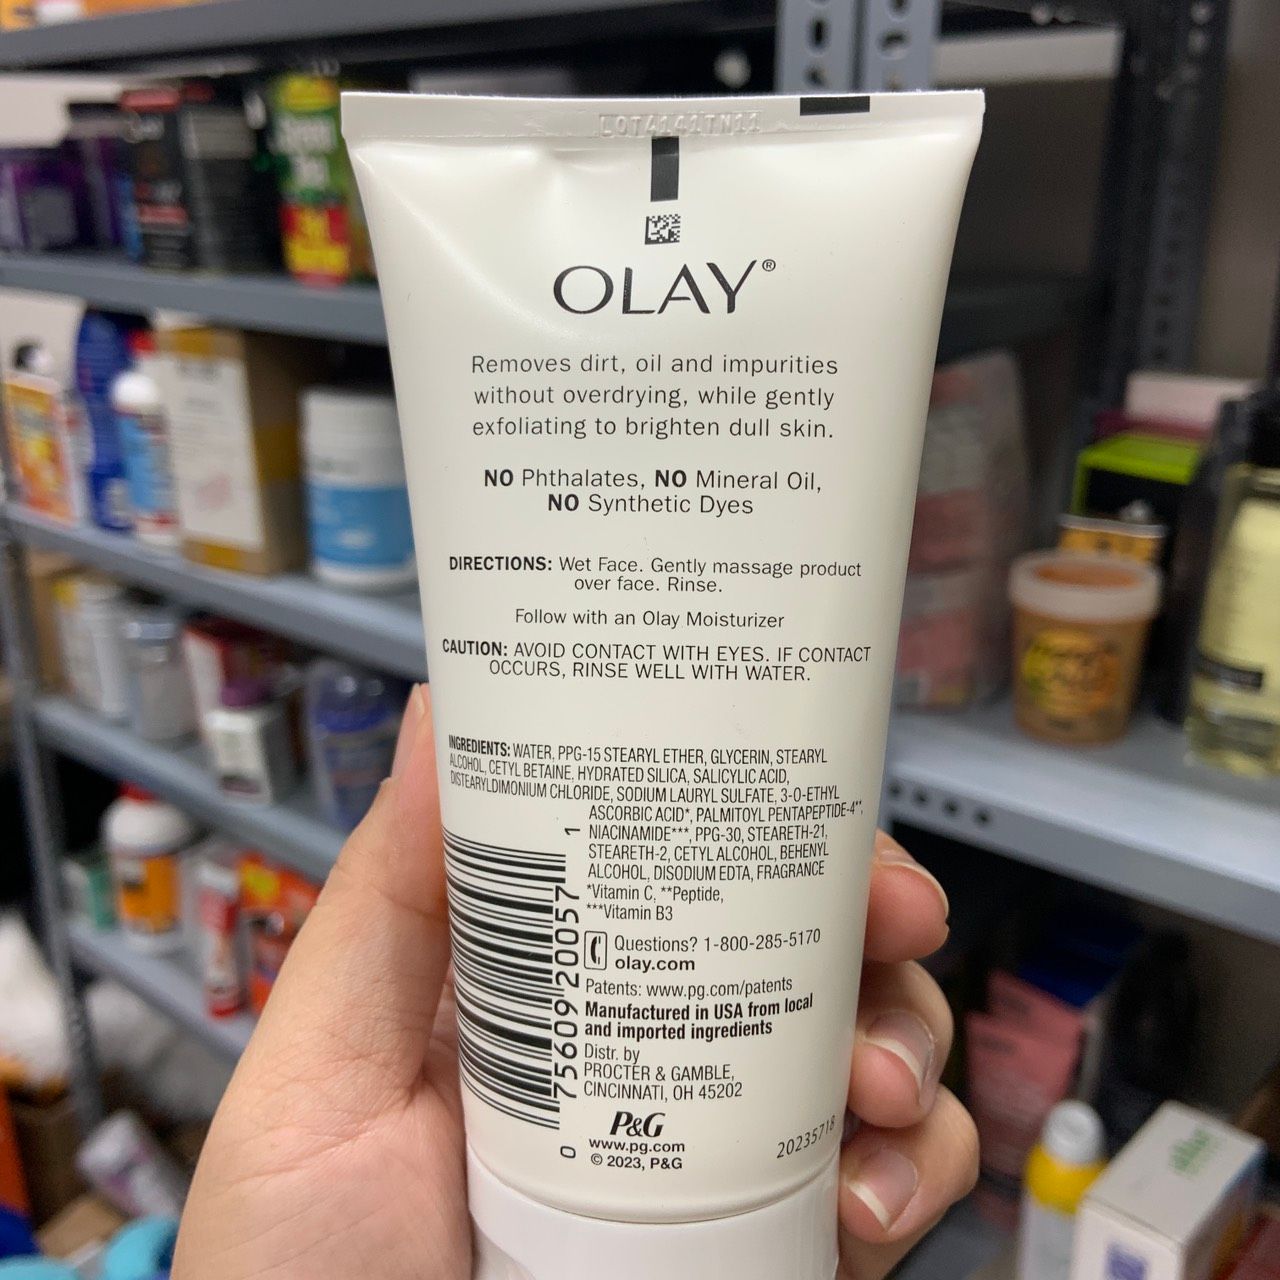 LOT4141TN11
OLAY®
Removes dirt, oil and impurities
without overdrying, while gently
exfoliating to brighten dull skin.
NO Phthalates, NO Mineral Oil,
NO Synthetic Dyes
DIRECTIONS: Wet Face. Gently massage product
over face. Rinse.
Follow with an Olay Moisturizer
CAUTION: AVOID CONTACT WITH EYES. IF CONTACT
OCCURS, RINSE WELL WITH WATER.
INGREDIENTS: WATER, PPG-15 STEARYL ETHER, GLYCERIN, STEARYL
ALCOHOL, CETYL BETAINE, HYDRATED SILICA, SALICYLIC ACID,
DISTEARYLDIMONIUM CHLORIDE, SODIUM LAURYL SULFATE, 3-O-ETHYL
ASCORBIC ACID*, PALMITOYL PENTAPEPTIDE-4**,
NIACINAMIDE***, PPG-30, STEARETH-21,
STEARETH-2, CETYL ALCOHOL, BEHENYL
ALCOHOL, DISODIUM EDTA, FRAGRANCE
*Vitamin C, **Peptide,
***Vitamin B3
0 75609 20057 1
Questions? 1-800-285-5170
olay.com
Patents: www.pg.com/patents
Manufactured in USA from local
and imported ingredients
Distr. by
PROCTER & GAMBLE,
CINCINNATI, OH 45202
P&G
www.pg.com
© 2023, P&G
20235718